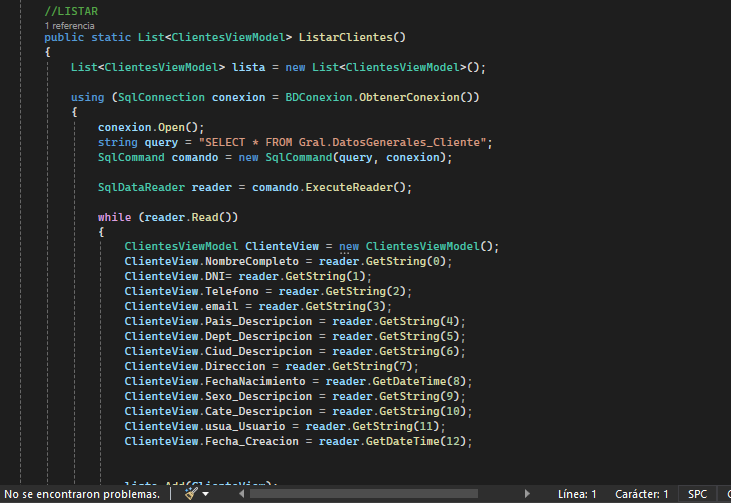 //LISTAR
1 referencia
public static List<ClientesViewModel> ListarClientes()
{
List<ClientesViewModel> lista = new List<ClientesViewModel>();
using (SqlConnection conexion = BDConexion.ObtenerConexion())
{
conexion.Open();
string query = "SELECT * FROM Gral.DatosGenerales_Cliente";
SqlCommand comando = new SqlCommand(query, conexion);
SqlDataReader reader = comando.ExecuteReader();
while (reader.Read())
{
ClientesViewModel ClienteView = new ClientesViewModel();
ClienteView.NombreCompleto = reader.GetString(0);
ClienteView.DNI= reader.GetString(1);
ClienteView.Telefono = reader.GetString(2);
ClienteView.email = reader.GetString(3);
ClienteView.Pais_Descripcion = reader.GetString(4);
ClienteView.Dept_Descripcion = reader.GetString(5);
ClienteView.Ciud_Descripcion = reader.GetString(6);
ClienteView.Direccion = reader.GetString(7);
ClienteView.FechaNacimiento = reader.GetDateTime(8);
ClienteView.Sexo_Descripcion = reader.GetString(9);
ClienteView.Cate_Descripcion = reader.GetString(10);
ClienteView.usua_Usuario = reader.GetString(11);
ClienteView.Fecha_Creacion = reader.GetDateTime(12);
lista.Add(ClienteView);
No se encontraron problemas. Línea: 1 Carácter: 1 SPC